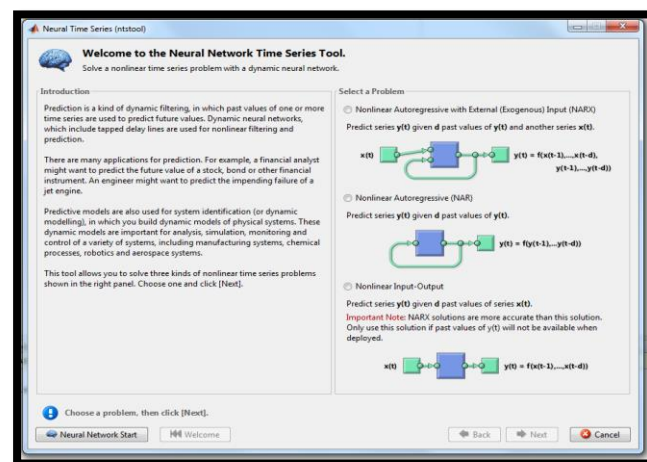 Neural Time Series (ntstool)
Welcome to the Neural Network Time Series Tool.
Solve a nonlinear time series problem with a dynamic neural network.
Introduction
Prediction is a kind of dynamic filtering, in which past values of one or more
time series are used to predict future values. Dynamic neural networks,
which include tapped delay lines are used for nonlinear filtering and
prediction.
There are many applications for prediction. For example, a financial analyst
might want to predict the future value of a stock, bond or other financial
instrument. An engineer might want to predict the impending failure of a
jet engine.
Predictive models are also used for system identification (or dynamic
modelling), in which you build dynamic models of physical systems. These
dynamic models are important for analysis, simulation, monitoring and
control of a variety of systems, including manufacturing systems, chemical
processes, robotics and aerospace systems.
This tool allows you to solve three kinds of nonlinear time series problems
shown in the right panel. Choose one and click [Next].
Select a Problem
Nonlinear Autoregressive with External (Exogenous) Input (NARX)
Predict series y(t) given d past values of y(t) and another series x(t).
x(t) y(t) = f(x(t-1),...,x(t-d),
y(t-1),...,y(t-d))
Nonlinear Autoregressive (NAR)
Predict series y(t) given d past values of y(t).
y(t) = f(y(t-1),...y(t-d))
Nonlinear Input-Output
Predict series y(t) given d past values of series x(t).
Important Note: NARX solutions are more accurate than this solution.
Only use this solution if past values of y(t) will not be available when
deployed.
x(t) y(t) = f(x(t-1),...,x(t-d))
Choose a problem, then click [Next].
Neural Network Start Welcome Back Next Cancel